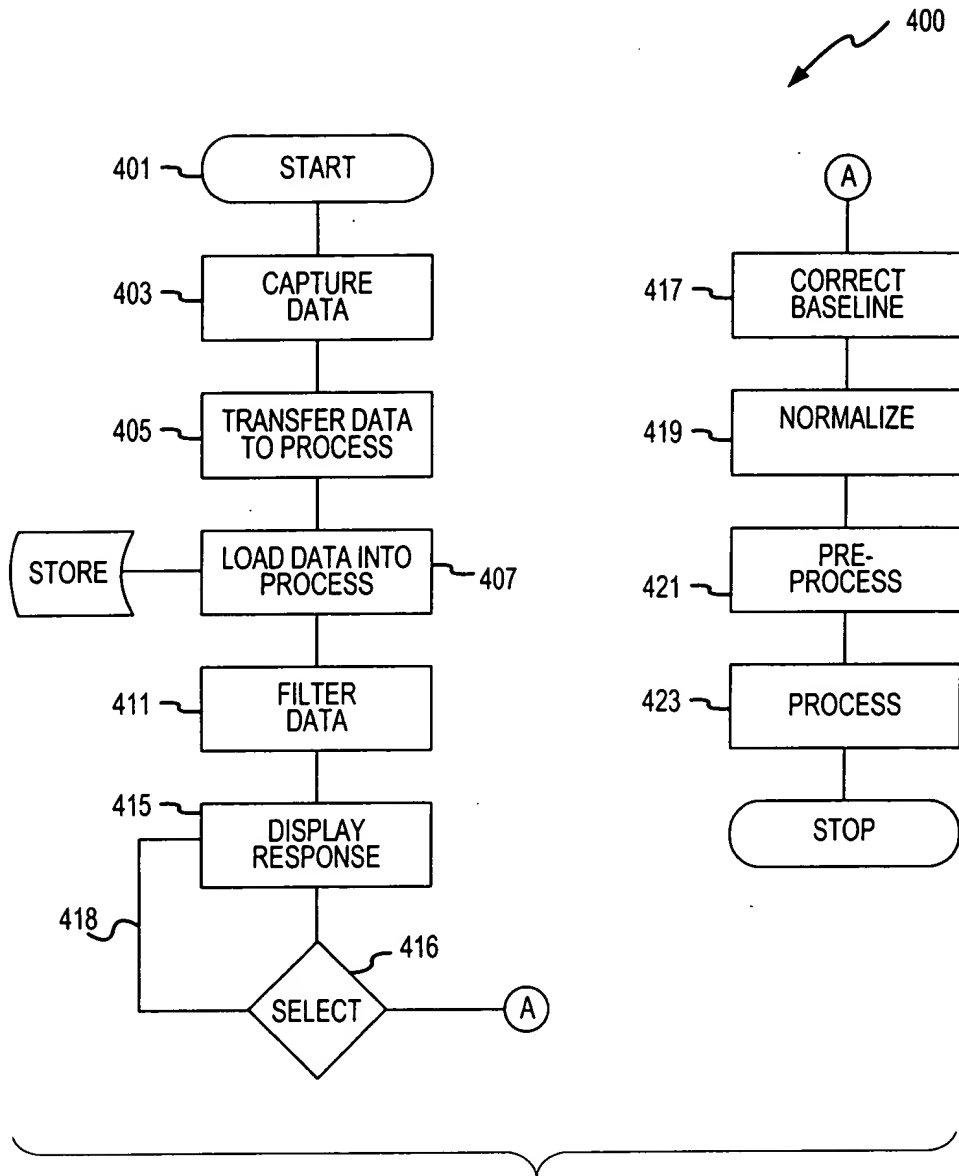 400
401
START
403
CAPTURE
DATA
405
TRANSFER DATA
TO PROCESS
STORE
LOAD DATA INTO
PROCESS
407
411
FILTER
DATA
415
DISPLAY
RESPONSE
418
416
SELECT
A
A
417
CORRECT
BASELINE
419
NORMALIZE
421
PRE-
PROCESS
423
PROCESS
STOP